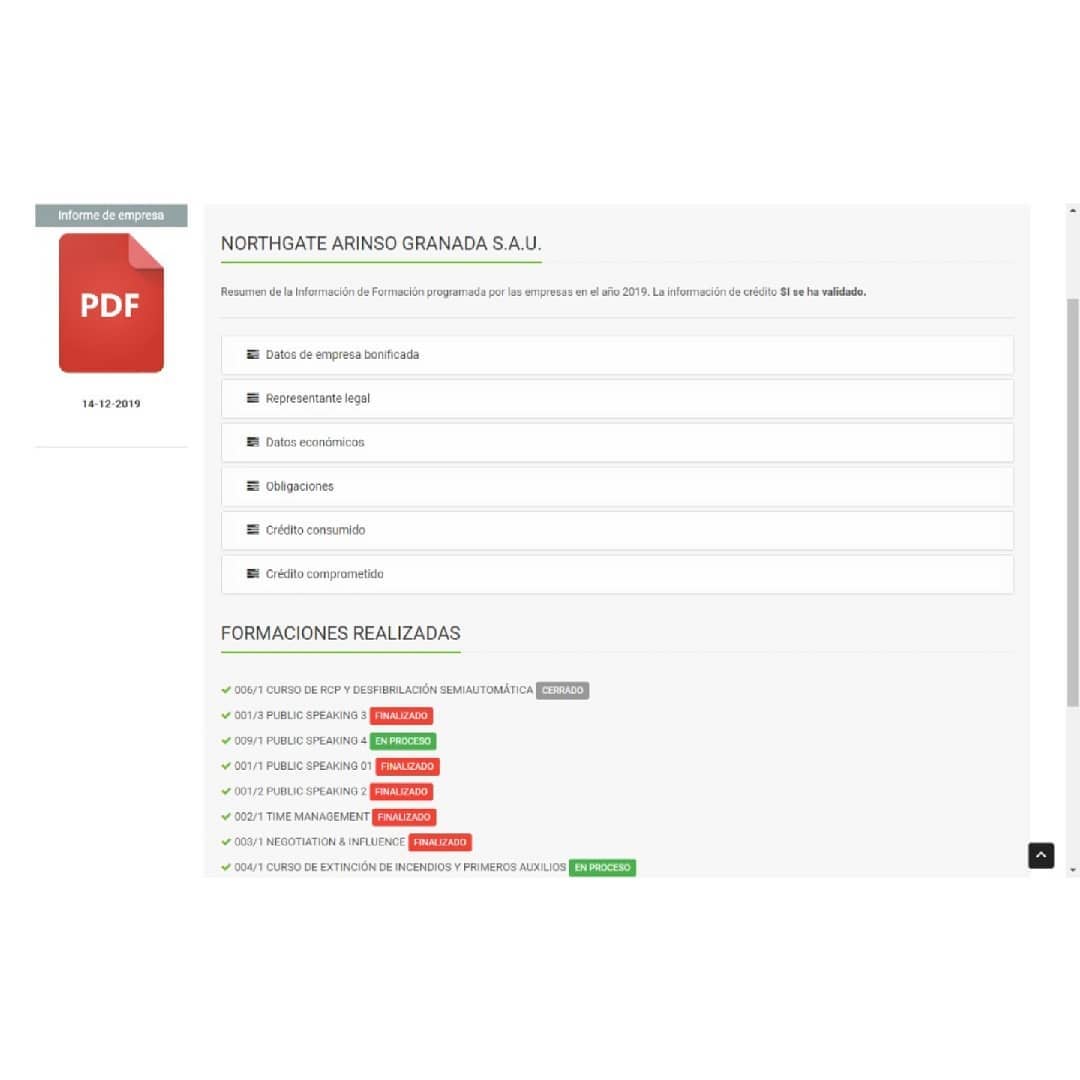 Informe de empresa
PDF
14-12-2019
NORTHGATE ARINSO GRANADA S.A.U.
Resumen de la Información de Formación programada por las empresas en el año 2019. La información de crédito SI se ha validado.
Datos de empresa bonificada
Representante legal
Datos económicos
Obligaciones
Crédito consumido
Crédito comprometido
FORMACIONES REALIZADAS
006/1 CURSO DE RCP Y DESFIBRILACIÓN SEMIAUTOMÁTICA CERRADO
001/3 PUBLIC SPEAKING 3 FINALIZADO
009/1 PUBLIC SPEAKING 4 EN PROCESO
001/1 PUBLIC SPEAKING 01 FINALIZADO
001/2 PUBLIC SPEAKING 2 FINALIZADO
002/1 TIME MANAGEMENT FINALIZADO
003/1 NEGOTIATION & INFLUENCE FINALIZADO
004/1 CURSO DE EXTINCIÓN DE INCENDIOS Y PRIMEROS AUXILIOS EN PROCESO